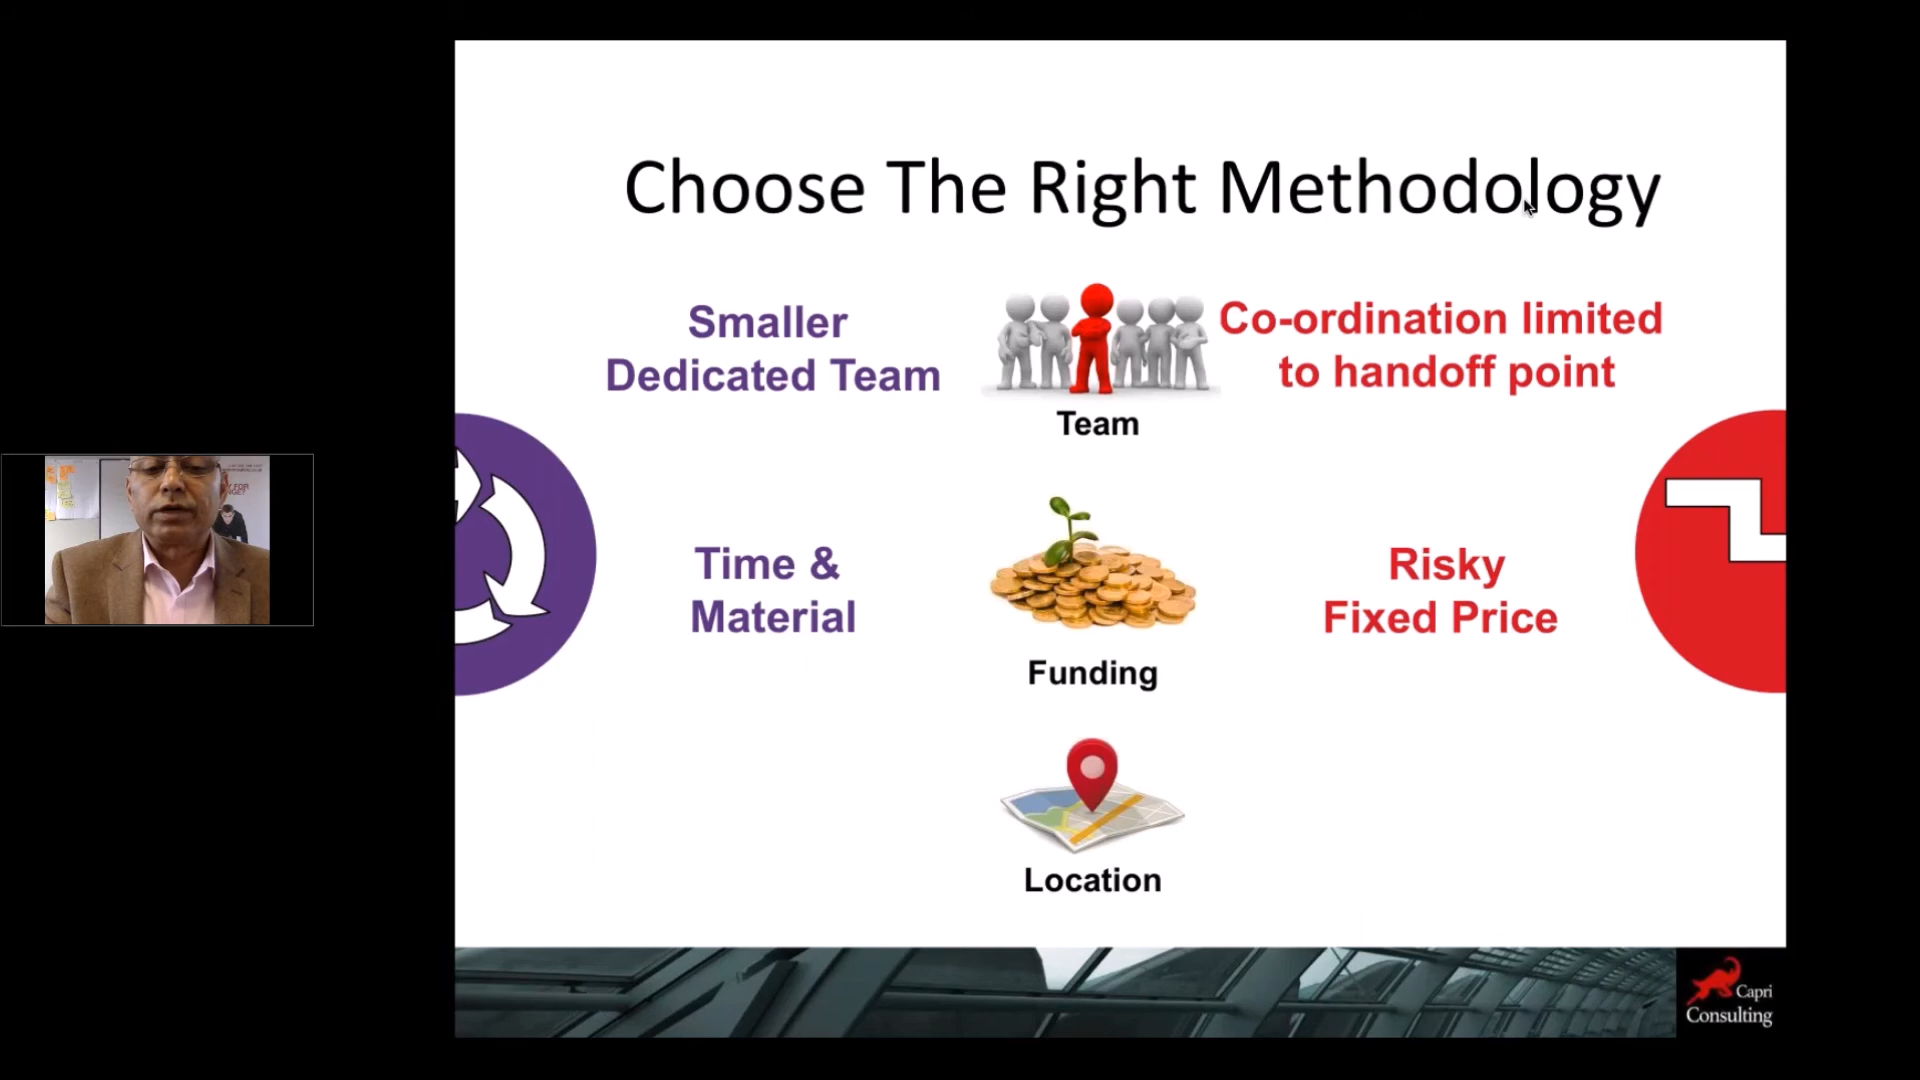 Choose The Right Methodology
Smaller
Dedicated Team
Co-ordination limited
to handoff point
Team
Time &
Material
Risky
Fixed Price
Funding
Location
Capri
Consulting